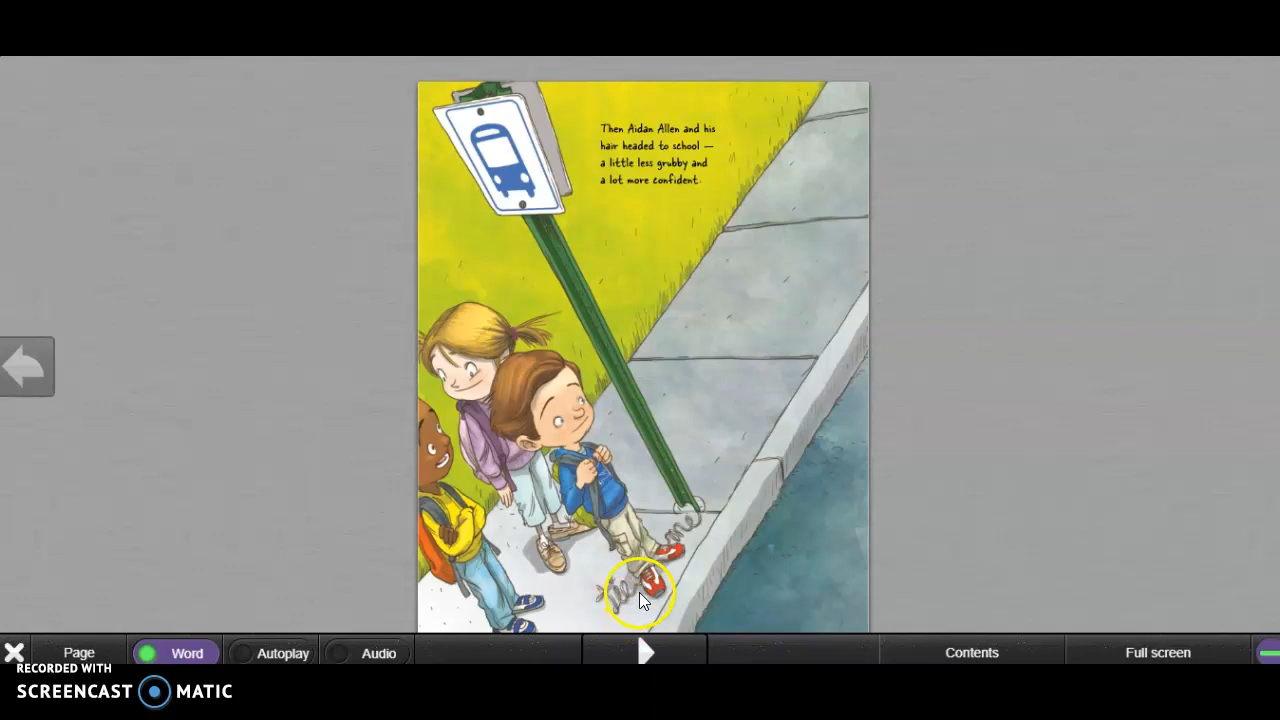 Then Aidan Allen and his
hair headed to school —
a little less grubby and
a lot more confident.
me
Page
Word
Autoplay
Audio
Contents
Full screen
RECORDED WITH
SCREENCAST MATIC